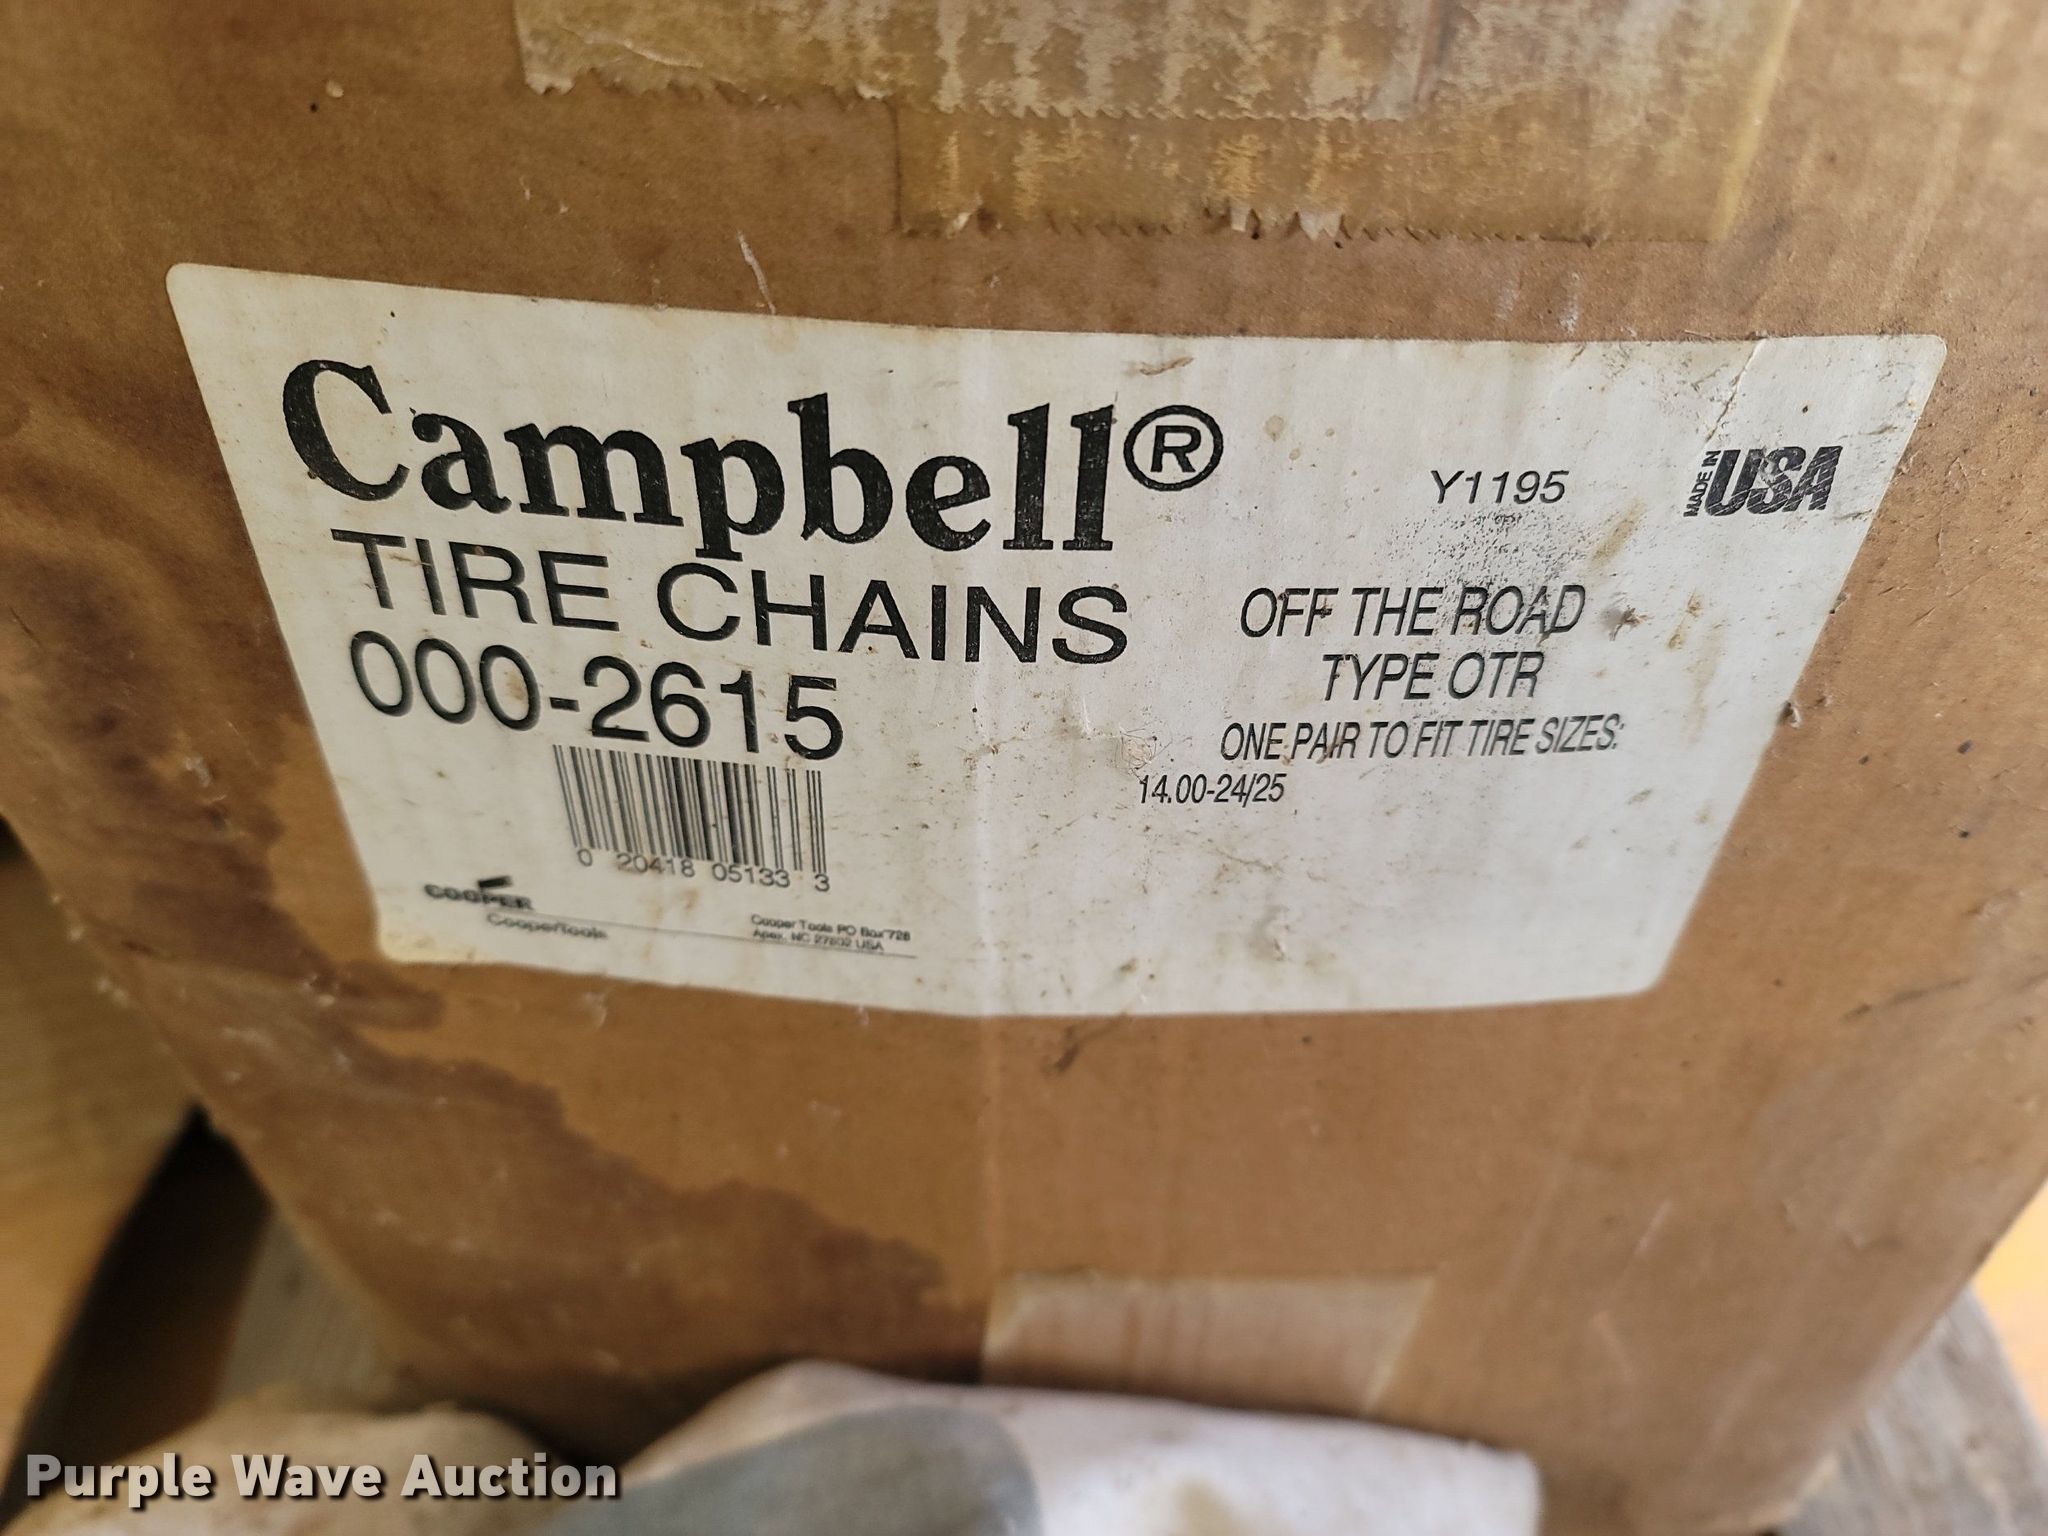 Campbell®
TIRE CHAINS
000-2615
0 20418 05133 3
COOPER
CooperTools
Cooper Tools PO Box 728
Apex, NC 27502 USA
Y1195
MADE IN USA
OFF THE ROAD
TYPE OTR
ONE PAIR TO FIT TIRE SIZES:
14.00-24/25
Purple Wave Auction